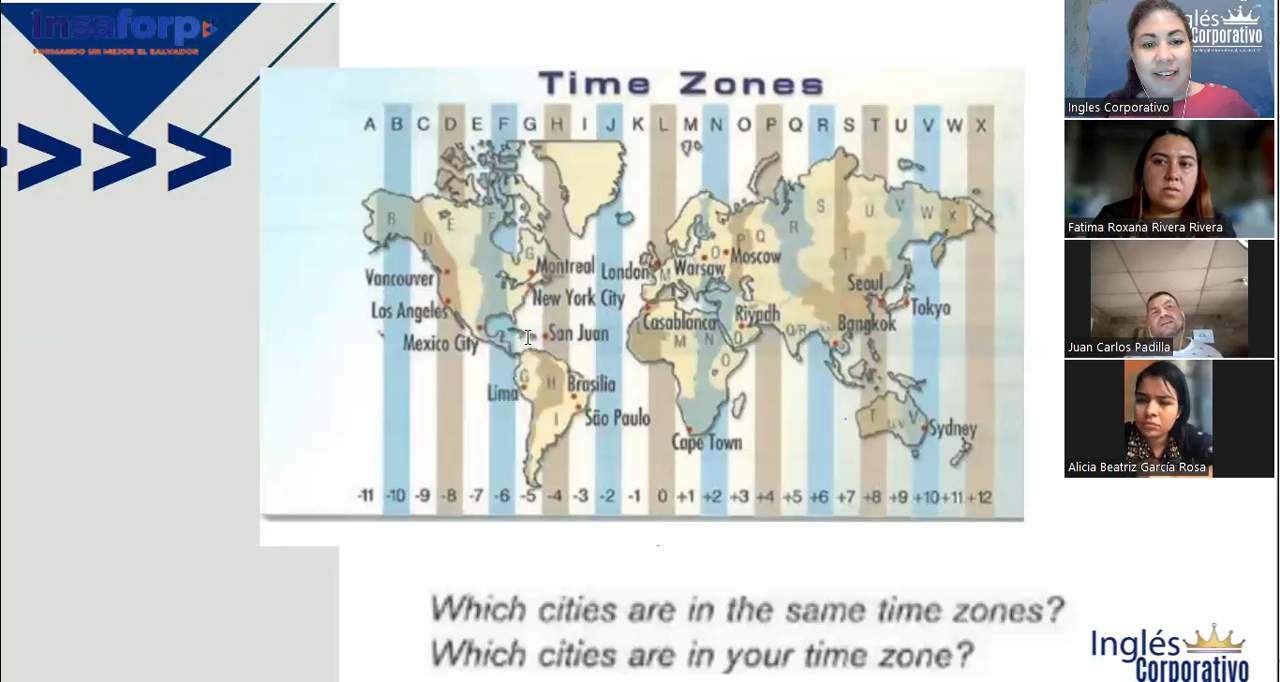 Insaforp
FORMANDO UN MEJOR EL SALVADOR
Time Zones
A B C D E F G H I J K L M N O P Q R S T U V W X
B
D
E
F
G
S
R
Q
P
O
U
V
W
X
T
M
Vancouver
Montreal
London
Warsaw
Moscow
Los Angeles
New York City
Seoul
Tokyo
Mexico City
San Juan
Casablanca
Riyadh
Bangkok
M
N
O
Q/R
O
Lima
G
H
Brasilia
I
São Paulo
Cape Town
T
U
V
Sydney
-11 -10 -9 -8 -7 -6 -5 -4 -3 -2 -1 0 +1 +2 +3 +4 +5 +6 +7 +8 +9 +10 +11 +12
Which cities are in the same time zones?
Which cities are in your time zone?
Inglés
Corporativo
glés
Corporativo
Ingles Corporativo
Fatima Roxana Rivera Rivera
Juan Carlos Padilla
Alicia Beatriz García Rosa